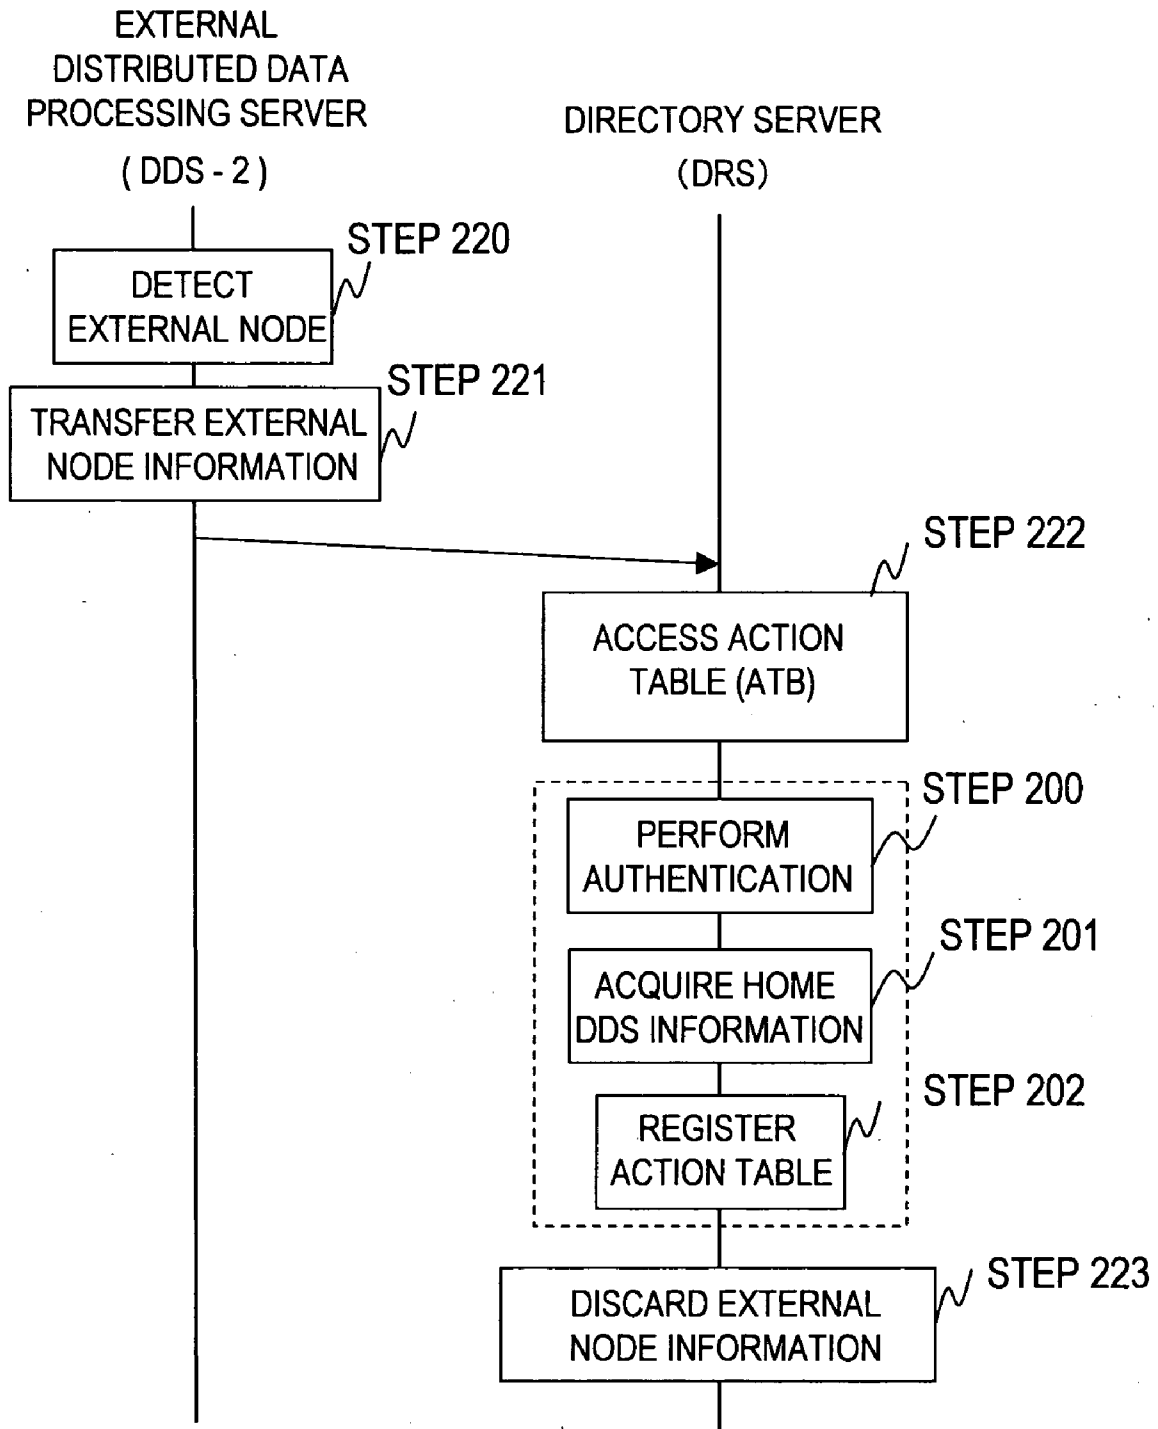 EXTERNAL
DISTRIBUTED DATA
PROCESSING SERVER
( DDS - 2 )
DIRECTORY SERVER
(DRS)
STEP 220
DETECT
EXTERNAL NODE
STEP 221
TRANSFER EXTERNAL
NODE INFORMATION
STEP 222
ACCESS ACTION
TABLE (ATB)
STEP 200
PERFORM
AUTHENTICATION
STEP 201
ACQUIRE HOME
DDS INFORMATION
STEP 202
REGISTER
ACTION TABLE
STEP 223
DISCARD EXTERNAL
NODE INFORMATION